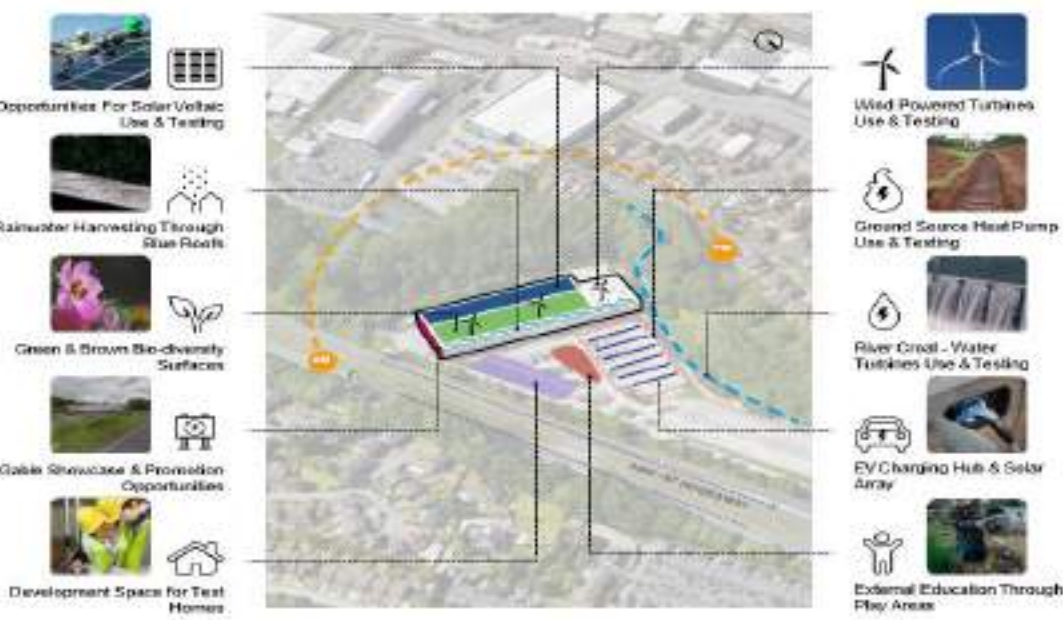 Opportunities For Solar Voltaic
Use & Testing
Rainwater Harvesting Through
Blue Roofs
Green & Brown Bio-diversity
Surfaces
Gable Showcase & Promotion
Opportunities
Development Space for Test
Homes
Wind Powered Turbines
Use & Testing
Ground Source Heat Pump
Use & Testing
River Croal - Water
Turbines Use & Testing
EV Charging Hub & Solar
Array
External Education Through
Play Areas